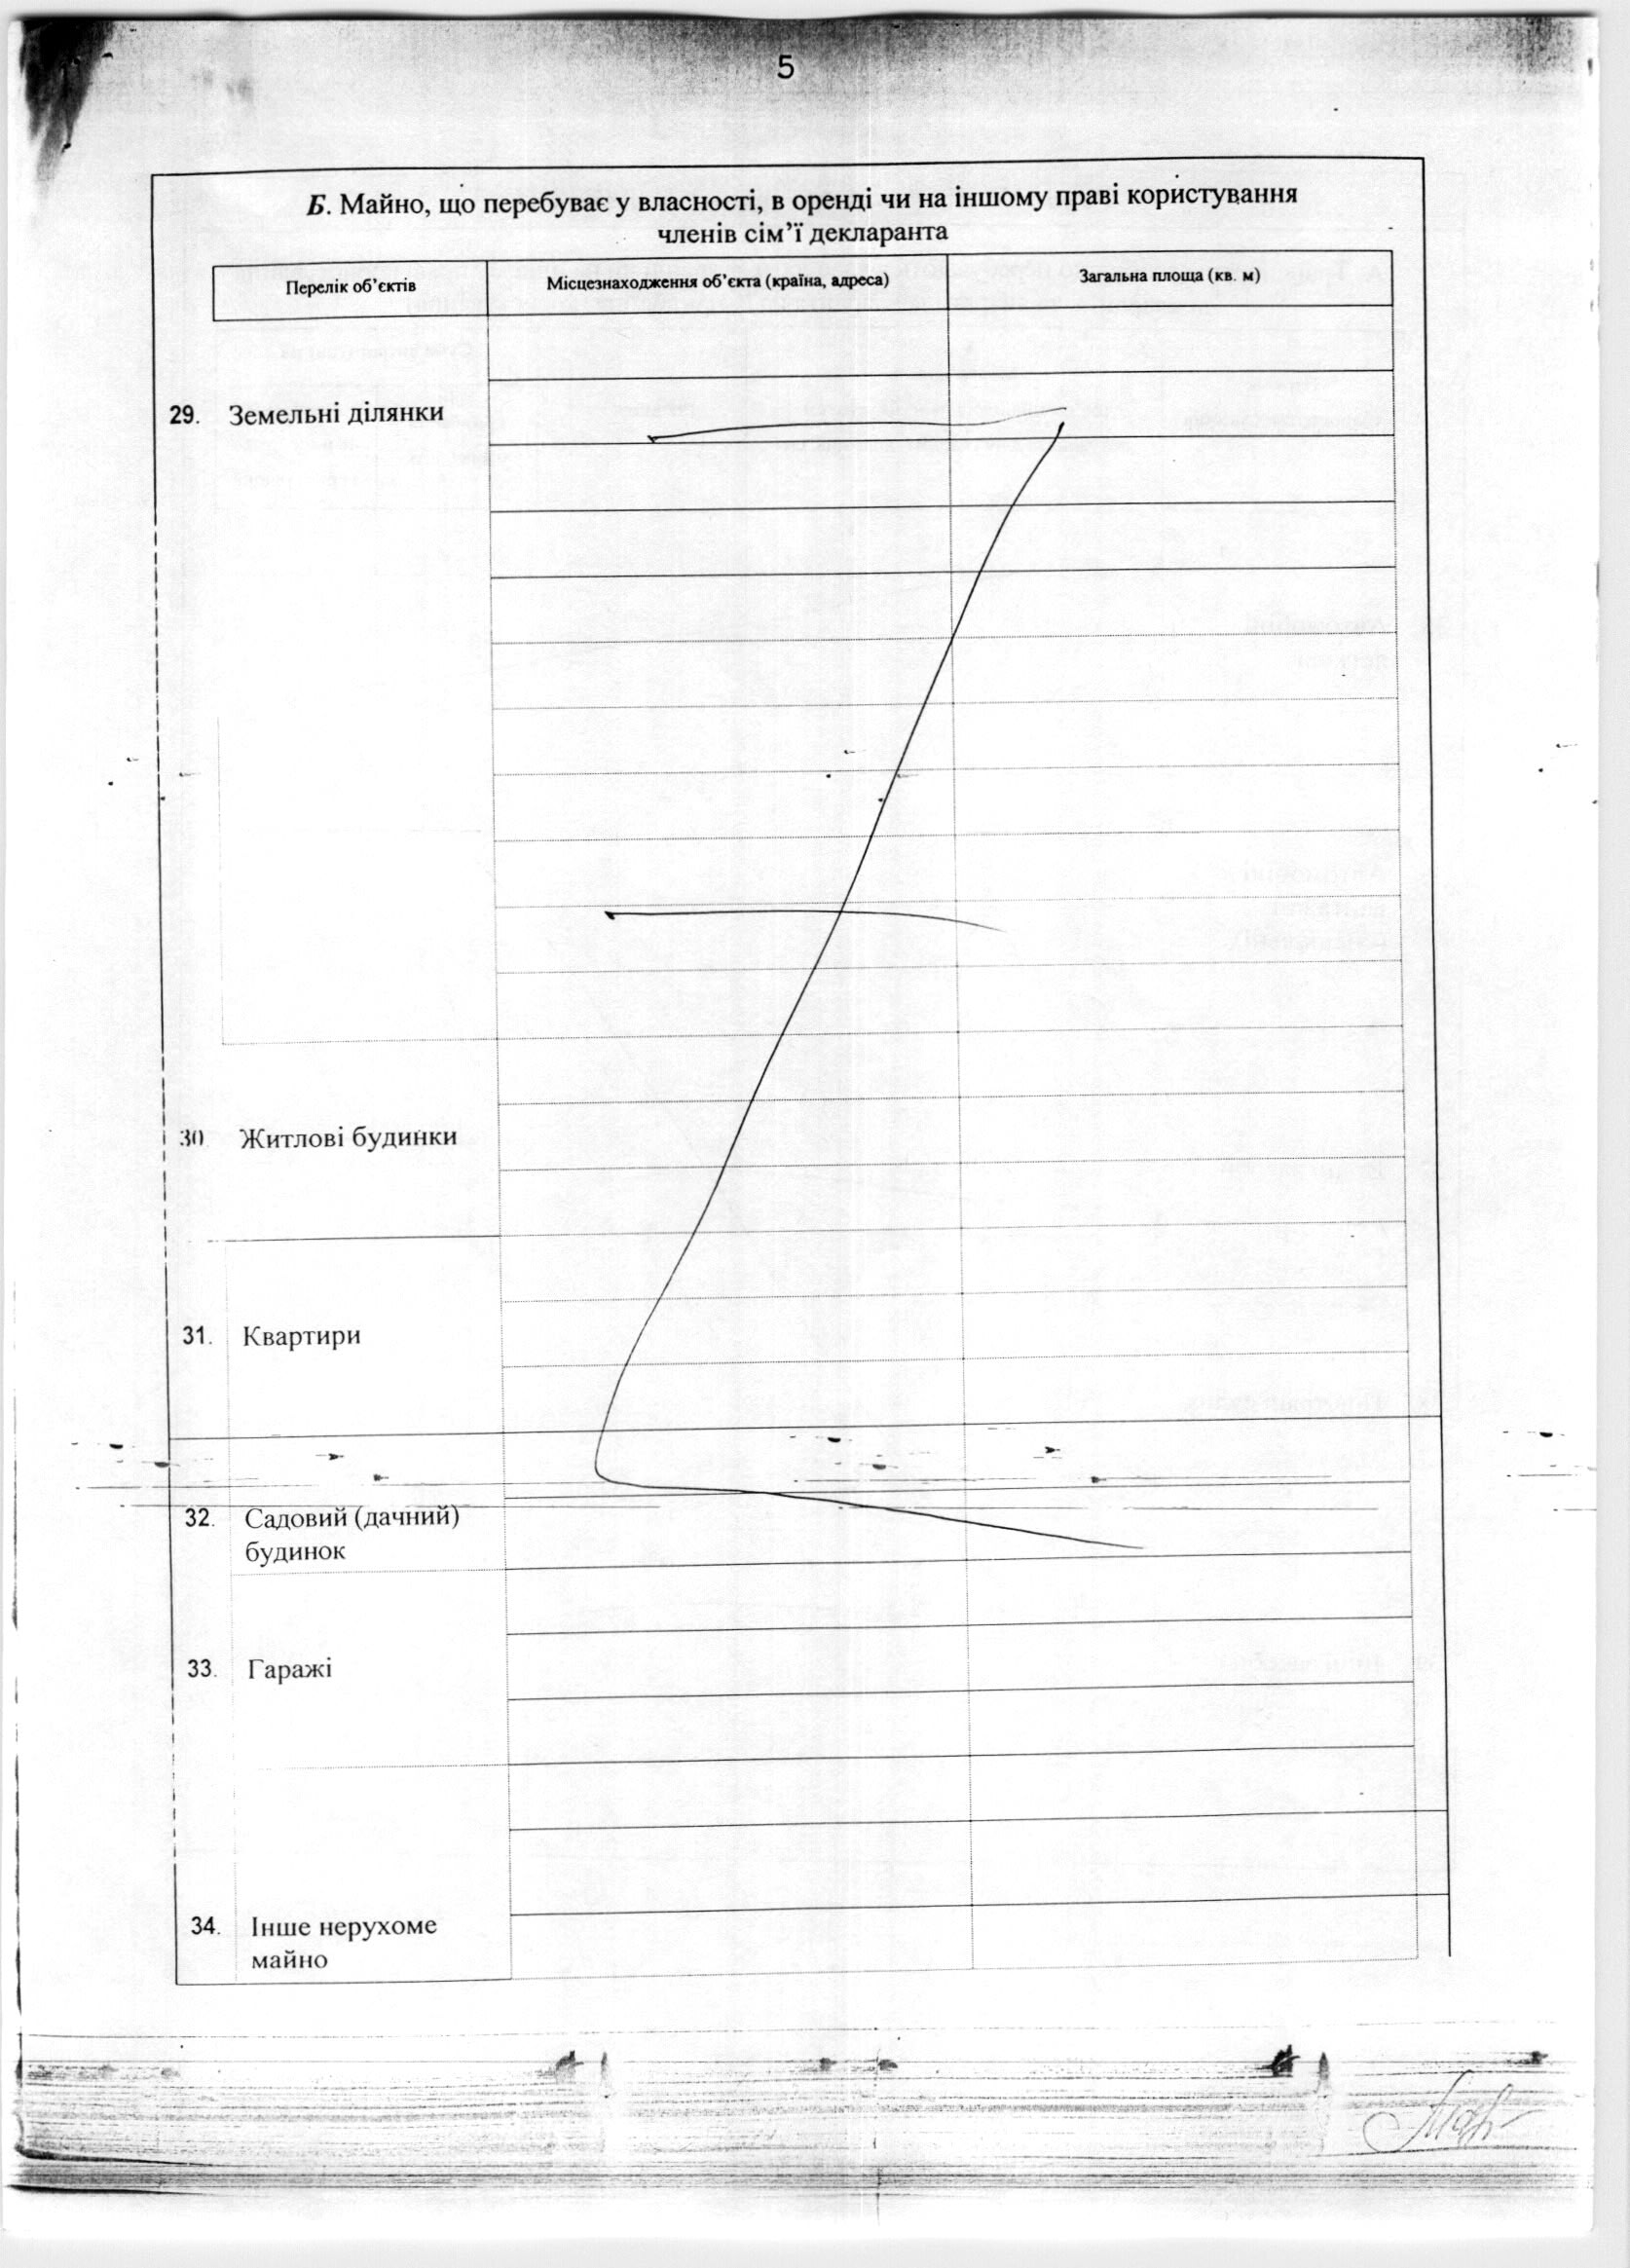 5
Б. Майно, що перебуває у власності, в оренді чи на іншому праві користування
членів сім’ї декларанта
Перелік об’єктів
Місцезнаходження об’єкта (країна, адреса)
Загальна площа (кв. м)
29. Земельні ділянки
30 Житлові будинки
31. Квартири
32. Садовий (дачний)
будинок
33. Гаражі
34. Інше нерухоме
майно